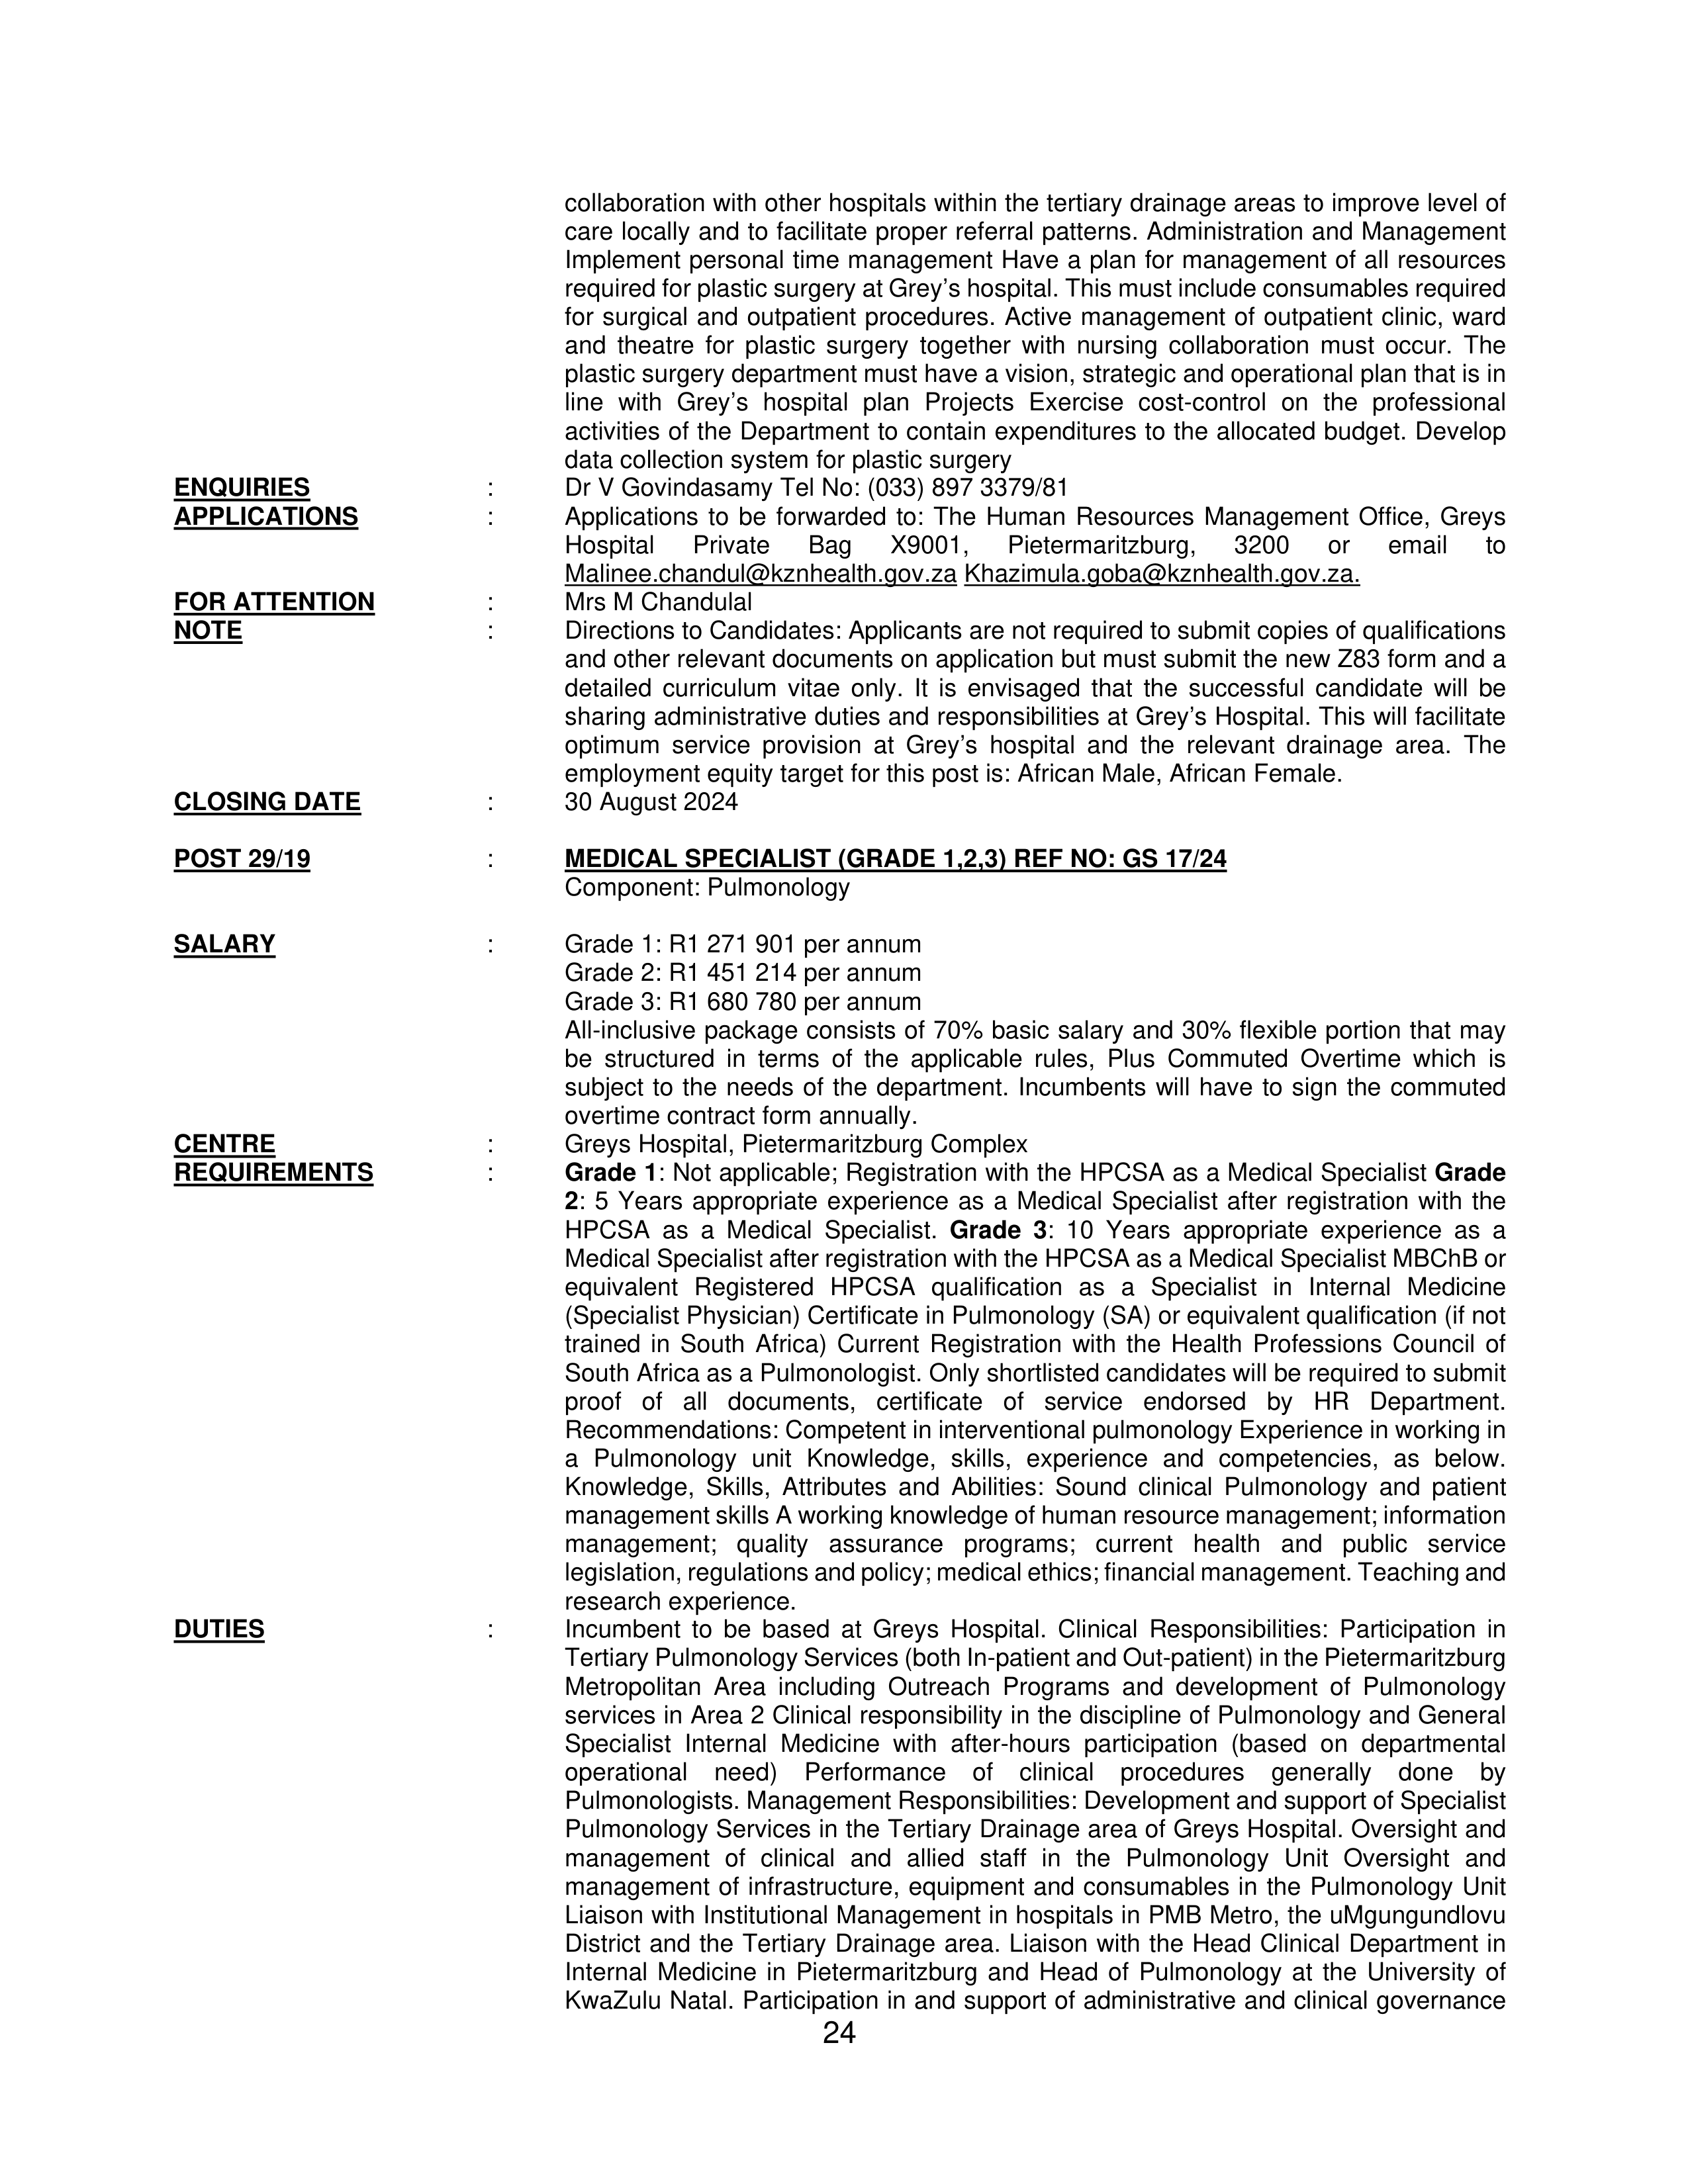 collaboration with other hospitals within the tertiary drainage areas to improve level of
care locally and to facilitate proper referral patterns. Administration and Management
Implement personal time management Have a plan for management of all resources
required for plastic surgery at Grey’s hospital. This must include consumables required
for surgical and outpatient procedures. Active management of outpatient clinic, ward
and theatre for plastic surgery together with nursing collaboration must occur. The
plastic surgery department must have a vision, strategic and operational plan that is in
line with Grey’s hospital plan Projects Exercise cost-control on the professional
activities of the Department to contain expenditures to the allocated budget. Develop
data collection system for plastic surgery
ENQUIRIES : Dr V Govindasamy Tel No: (033) 897 3379/81
APPLICATIONS : Applications to be forwarded to: The Human Resources Management Office, Greys
Hospital Private Bag X9001, Pietermaritzburg, 3200 or email to
Malinee.chandul@kznhealth.gov.za Khazimula.goba@kznhealth.gov.za.
FOR ATTENTION : Mrs M Chandulal
NOTE : Directions to Candidates: Applicants are not required to submit copies of qualifications
and other relevant documents on application but must submit the new Z83 form and a
detailed curriculum vitae only. It is envisaged that the successful candidate will be
sharing administrative duties and responsibilities at Grey’s Hospital. This will facilitate
optimum service provision at Grey’s hospital and the relevant drainage area. The
employment equity target for this post is: African Male, African Female.
CLOSING DATE : 30 August 2024
POST 29/19 : MEDICAL SPECIALIST (GRADE 1,2,3) REF NO: GS 17/24
Component: Pulmonology
SALARY : Grade 1: R1 271 901 per annum
Grade 2: R1 451 214 per annum
Grade 3: R1 680 780 per annum
All-inclusive package consists of 70% basic salary and 30% flexible portion that may
be structured in terms of the applicable rules, Plus Commuted Overtime which is
subject to the needs of the department. Incumbents will have to sign the commuted
overtime contract form annually.
CENTRE : Greys Hospital, Pietermaritzburg Complex
REQUIREMENTS : Grade 1: Not applicable; Registration with the HPCSA as a Medical Specialist Grade
2: 5 Years appropriate experience as a Medical Specialist after registration with the
HPCSA as a Medical Specialist. Grade 3: 10 Years appropriate experience as a
Medical Specialist after registration with the HPCSA as a Medical Specialist MBChB or
equivalent Registered HPCSA qualification as a Specialist in Internal Medicine
(Specialist Physician) Certificate in Pulmonology (SA) or equivalent qualification (if not
trained in South Africa) Current Registration with the Health Professions Council of
South Africa as a Pulmonologist. Only shortlisted candidates will be required to submit
proof of all documents, certificate of service endorsed by HR Department.
Recommendations: Competent in interventional pulmonology Experience in working in
a Pulmonology unit Knowledge, skills, experience and competencies, as below.
Knowledge, Skills, Attributes and Abilities: Sound clinical Pulmonology and patient
management skills A working knowledge of human resource management; information
management; quality assurance programs; current health and public service
legislation, regulations and policy; medical ethics; financial management. Teaching and
research experience.
DUTIES : Incumbent to be based at Greys Hospital. Clinical Responsibilities: Participation in
Tertiary Pulmonology Services (both In-patient and Out-patient) in the Pietermaritzburg
Metropolitan Area including Outreach Programs and development of Pulmonology
services in Area 2 Clinical responsibility in the discipline of Pulmonology and General
Specialist Internal Medicine with after-hours participation (based on departmental
operational need) Performance of clinical procedures generally done by
Pulmonologists. Management Responsibilities: Development and support of Specialist
Pulmonology Services in the Tertiary Drainage area of Greys Hospital. Oversight and
management of clinical and allied staff in the Pulmonology Unit Oversight and
management of infrastructure, equipment and consumables in the Pulmonology Unit
Liaison with Institutional Management in hospitals in PMB Metro, the uMgungundlovu
District and the Tertiary Drainage area. Liaison with the Head Clinical Department in
Internal Medicine in Pietermaritzburg and Head of Pulmonology at the University of
KwaZulu Natal. Participation in and support of administrative and clinical governance
24